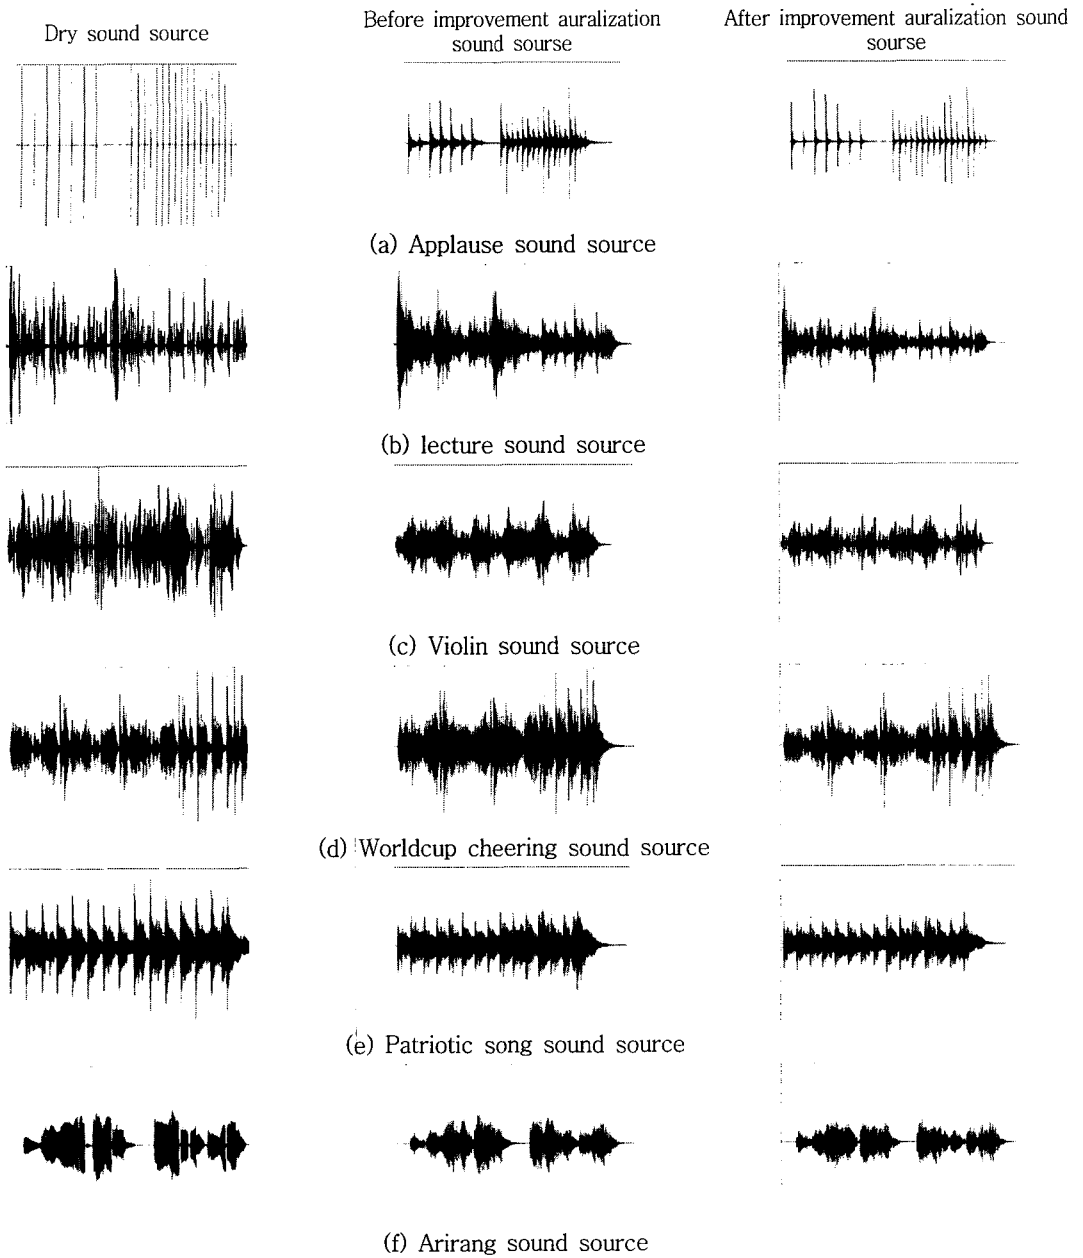 Dry sound source
Before improvement auralization
sound sourse
After improvement auralization sound
sourse
(a) Applause sound source
(b) lecture sound source
(c) Violin sound source
(d) Worldcup cheering sound source
(e) Patriotic song sound source
(f) Arirang sound source